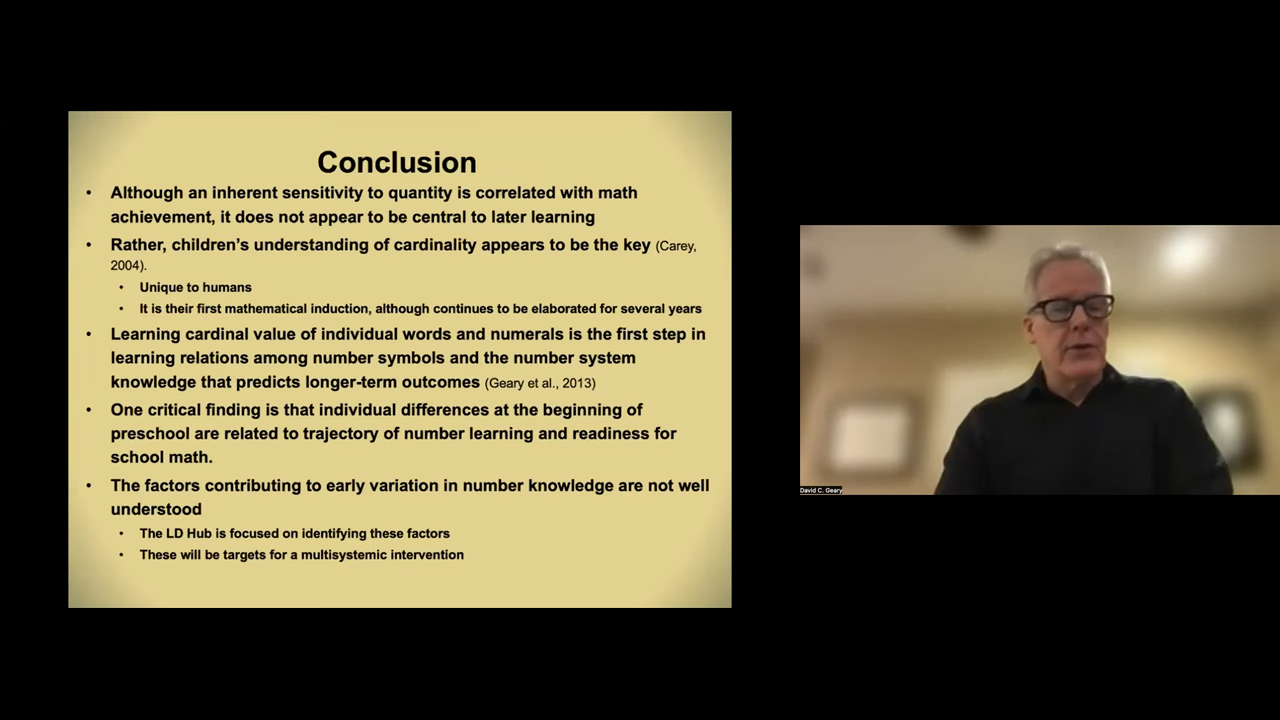 Conclusion
• Although an inherent sensitivity to quantity is correlated with math
achievement, it does not appear to be central to later learning
• Rather, children's understanding of cardinality appears to be the key (Carey,
2004).
• Unique to humans
• It is their first mathematical induction, although continues to be elaborated for several years
• Learning cardinal value of individual words and numerals is the first step in
learning relations among number symbols and the number system
knowledge that predicts longer-term outcomes (Geary et al., 2013)
• One critical finding is that individual differences at the beginning of
preschool are related to trajectory of number learning and readiness for
school math.
• The factors contributing to early variation in number knowledge are not well
understood
• The LD Hub is focused on identifying these factors
• These will be targets for a multisystemic intervention
David C. Geary